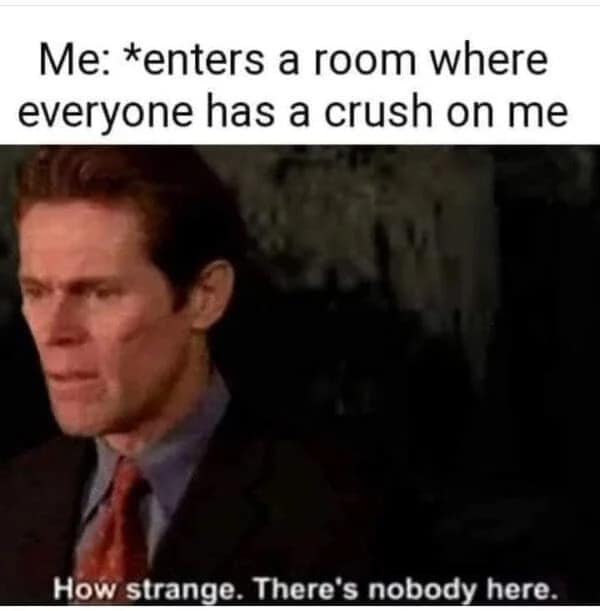 Me: *enters a room where
everyone has a crush on me
How strange. There's nobody here.